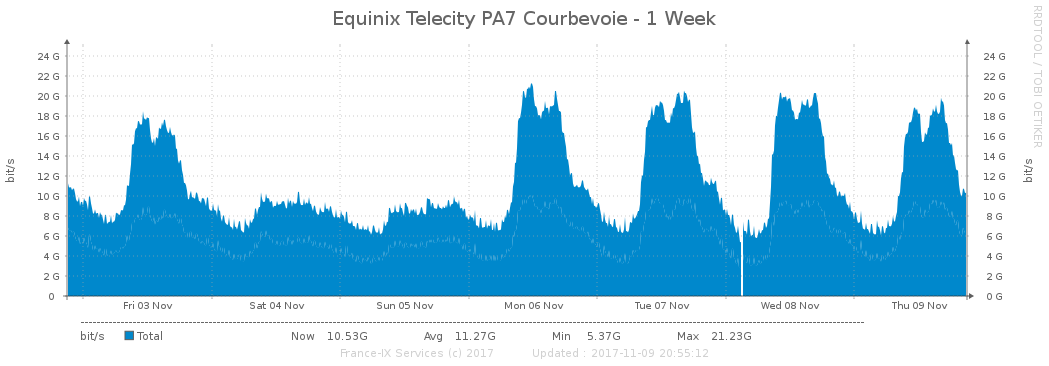 Equinix Telecity PA7 Courbevoie - 1 Week
RRDTOOL / TOBI OETIKER
bit/s
24 G 24 G
22 G 22 G
20 G 20 G
18 G 18 G
16 G 16 G
14 G 14 G
12 G 12 G
10 G 10 G
8 G 8 G
6 G 6 G
4 G 4 G
2 G 2 G
0 0 G
bit/s
Fri 03 Nov Sat 04 Nov Sun 05 Nov Mon 06 Nov Tue 07 Nov Wed 08 Nov Thu 09 Nov
bit/s Total Now 10.53G Avg 11.27G Min 5.37G Max 21.23G
France-IX Services (c) 2017 Updated : 2017-11-09 20:55:12